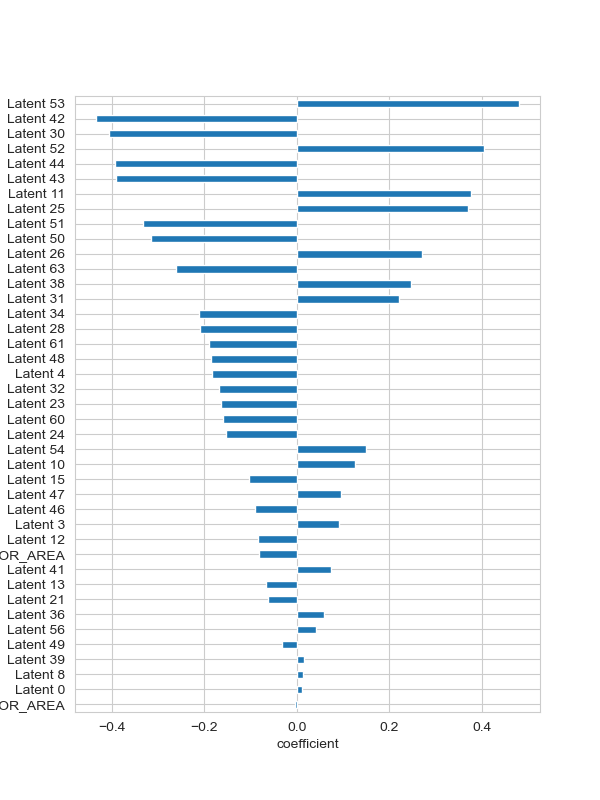 Latent 53
Latent 42
Latent 30
Latent 52
Latent 44
Latent 43
Latent 11
Latent 25
Latent 51
Latent 50
Latent 26
Latent 63
Latent 38
Latent 31
Latent 34
Latent 28
Latent 61
Latent 48
Latent 4
Latent 32
Latent 23
Latent 60
Latent 24
Latent 54
Latent 10
Latent 15
Latent 47
Latent 46
Latent 3
Latent 12
OR_AREA
Latent 41
Latent 13
Latent 21
Latent 36
Latent 56
Latent 49
Latent 39
Latent 8
Latent 0
OR_AREA
−0.4 −0.2 0.0 0.2 0.4
coefficient